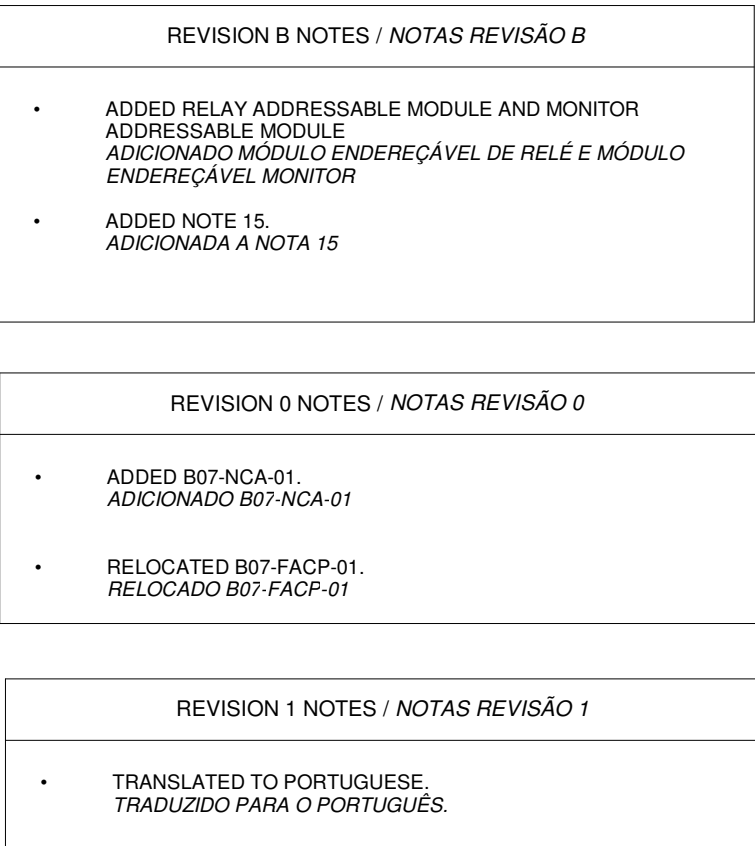 REVISION B NOTES / NOTAS REVISÃO B
• ADDED RELAY ADDRESSABLE MODULE AND MONITOR
ADDRESSABLE MODULE
ADICIONADO MÓDULO ENDEREÇÁVEL DE RELÉ E MÓDULO
ENDEREÇÁVEL MONITOR
• ADDED NOTE 15.
ADICIONADA A NOTA 15
REVISION 0 NOTES / NOTAS REVISÃO 0
• ADDED B07-NCA-01.
ADICIONADO B07-NCA-01
• RELOCATED B07-FACP-01.
RELOCADO B07-FACP-01
REVISION 1 NOTES / NOTAS REVISÃO 1
• TRANSLATED TO PORTUGUESE.
TRADUZIDO PARA O PORTUGUÊS.